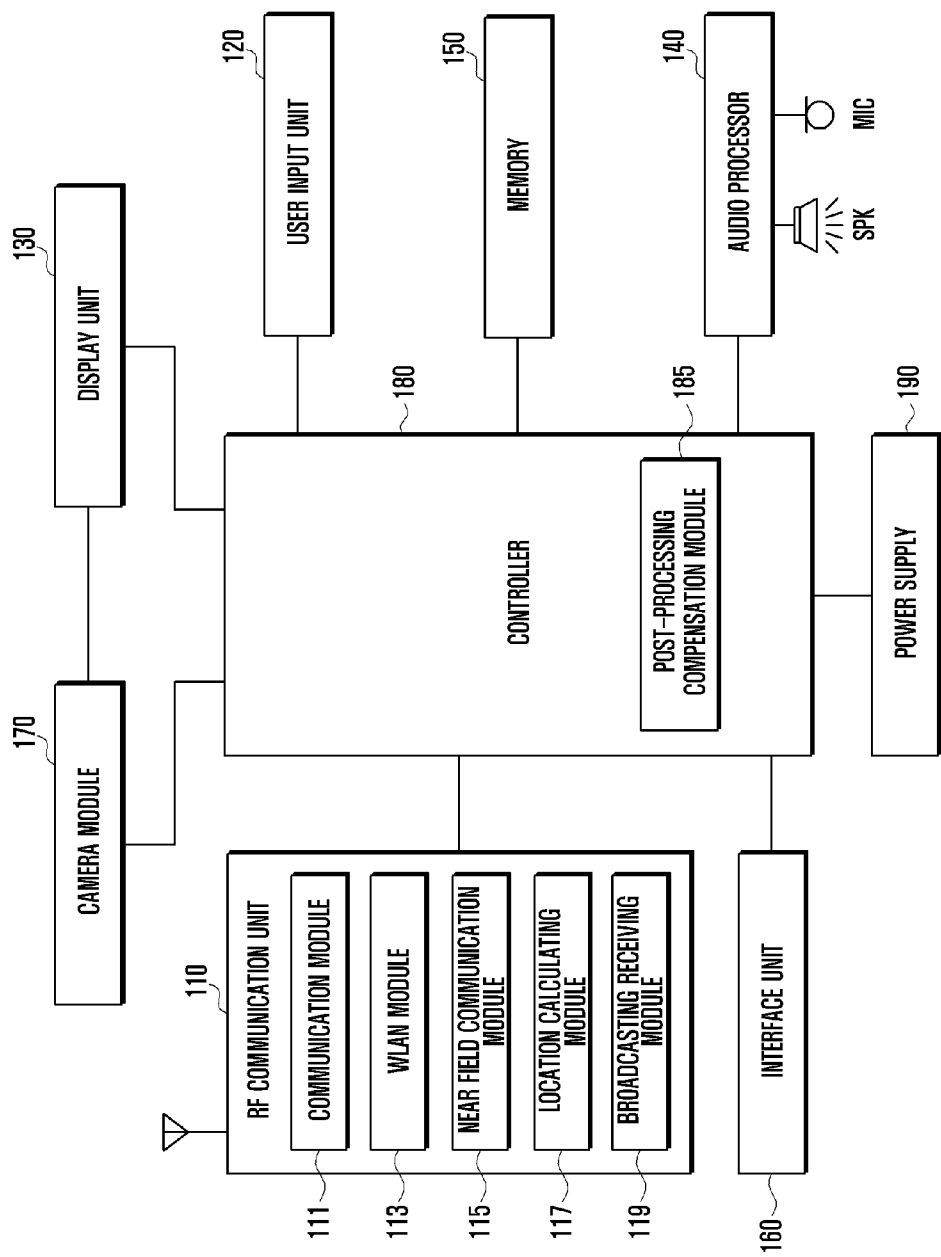 170
CAMERA MODULE
130
DISPLAY UNIT
110
RF COMMUNICATION UNIT
111
COMMUNICATION MODULE
113
WLAN MODULE
115
NEAR FIELD COMMUNICATION
MODULE
117
LOCATION CALCULATING
MODULE
119
BROADCASTING RECEIVING
MODULE
160
INTERFACE UNIT
180
CONTROLLER
185
POST-PROCESSING
COMPENSATION MODULE
190
POWER SUPPLY
120
USER INPUT UNIT
150
MEMORY
140
AUDIO PROCESSOR
SPK
MIC